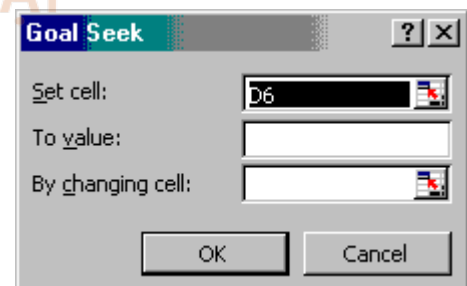 Goal Seek ? ×
Set cell: D6
To value:
By changing cell:
OK Cancel